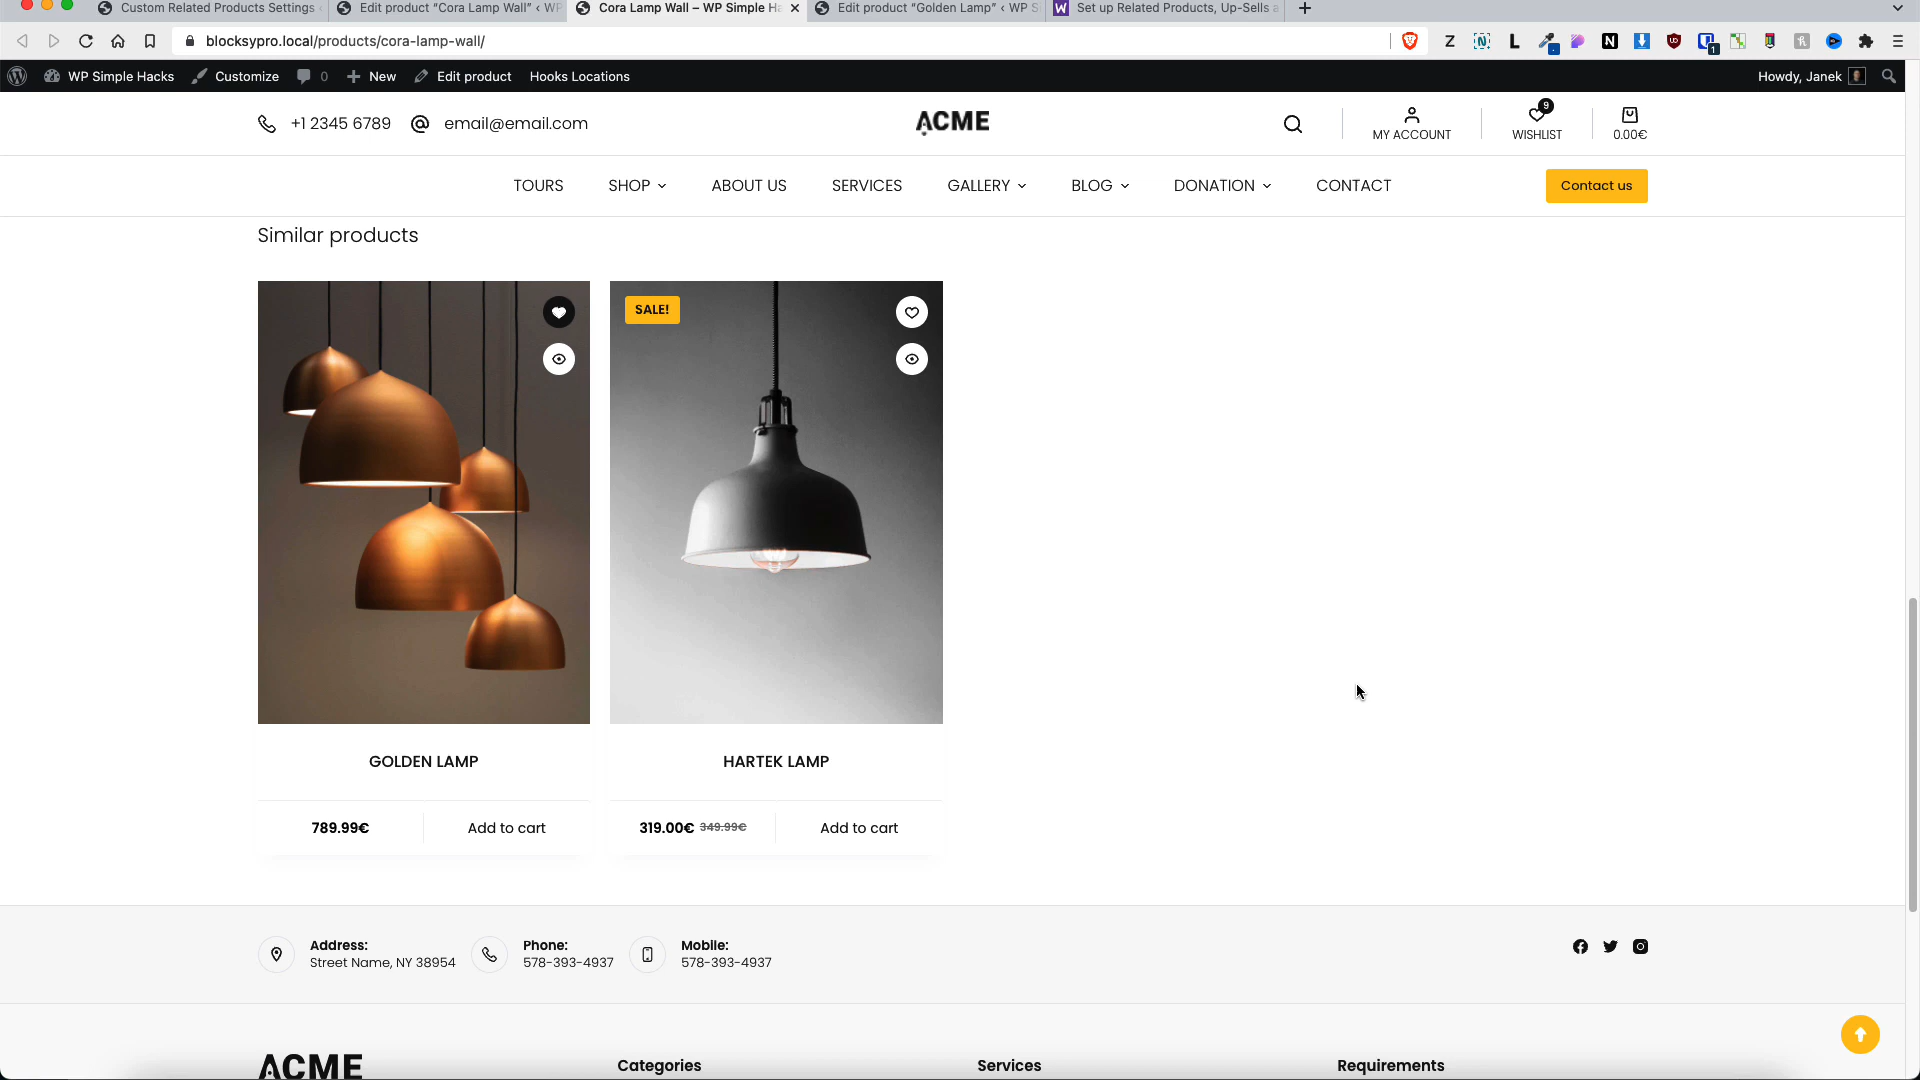 Custom Related Products Settings
Edit product “Cora Lamp Wall” ‹ WP
Cora Lamp Wall – WP Simple Ha
Edit product “Golden Lamp” ‹ WP S
Set up Related Products, Up-Sells a
blocksypro.local/products/cora-lamp-wall/
WP Simple Hacks
Customize
0
New
Edit product
Hooks Locations
Howdy, Janek
+1 2345 6789
email@email.com
ACME
MY ACCOUNT
9
WISHLIST
0.00€
TOURS
SHOP
ABOUT US
SERVICES
GALLERY
BLOG
DONATION
CONTACT
Contact us
Similar products
SALE!
GOLDEN LAMP
HARTEK LAMP
789.99€
Add to cart
319.00€ 349.99€
Add to cart
Address:
Street Name, NY 38954
Phone:
578-393-4937
Mobile:
578-393-4937
ACME
Categories
Services
Requirements